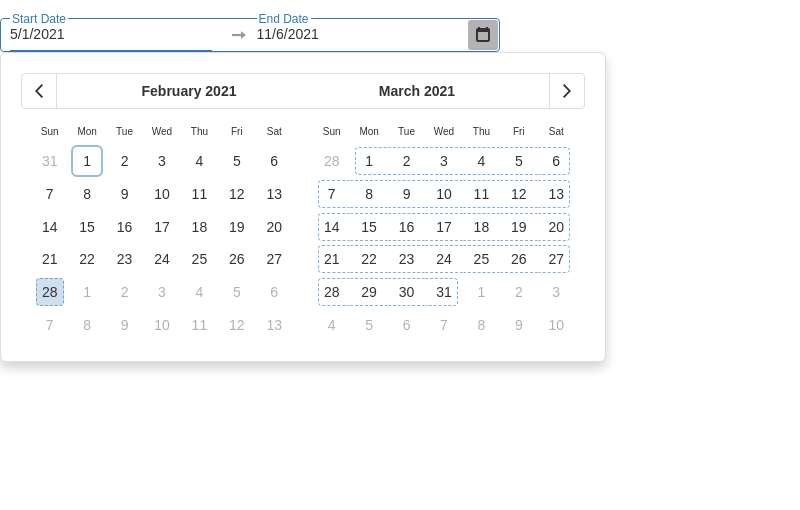 Start Date End Date
5/1/2021 11/6/2021
February 2021 March 2021
Sun Mon Tue Wed Thu Fri Sat Sun Mon Tue Wed Thu Fri Sat
31 1 2 3 4 5 6 28 1 2 3 4 5 6
7 8 9 10 11 12 13 7 8 9 10 11 12 13
14 15 16 17 18 19 20 14 15 16 17 18 19 20
21 22 23 24 25 26 27 21 22 23 24 25 26 27
28 1 2 3 4 5 6 28 29 30 31 1 2 3
7 8 9 10 11 12 13 4 5 6 7 8 9 10